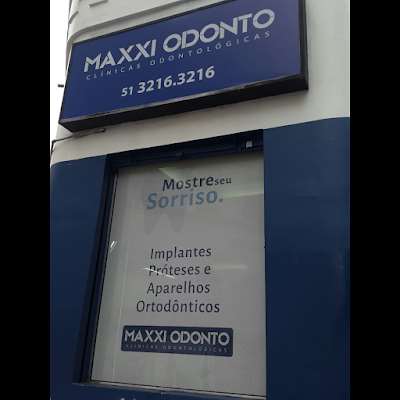 MAXXI ODONTO
CLÍNICAS ODONTOLÓGICAS
51 3216.3216
Mostre seu
Sorriso.
Implantes
Próteses e
Aparelhos
Ortodônticos
MAXXI ODONTO
CLÍNICAS ODONTOLÓGICAS